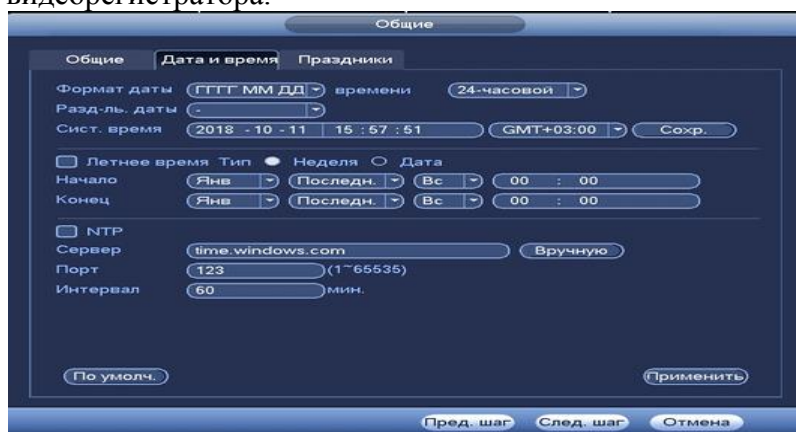 видеорегистратора.
Общие
Общие Дата и время Праздники
Формат даты ГГГГ ММ ДД времени 24-часовой
Разд-ль. даты -
Сист. время 2018 - 10 - 11 15 : 57 : 51 GMT+03:00 Сохр.
Летнее время Тип Неделя Дата
Начало Янв Последн. Вс 00 : 00
Конец Янв Последн. Вс 00 : 00
NTP
Сервер time.windows.com Вручную
Порт 123 (1~65535)
Интервал 60 мин.
По умолч. Применить
Пред. шаг След. шаг Отмена